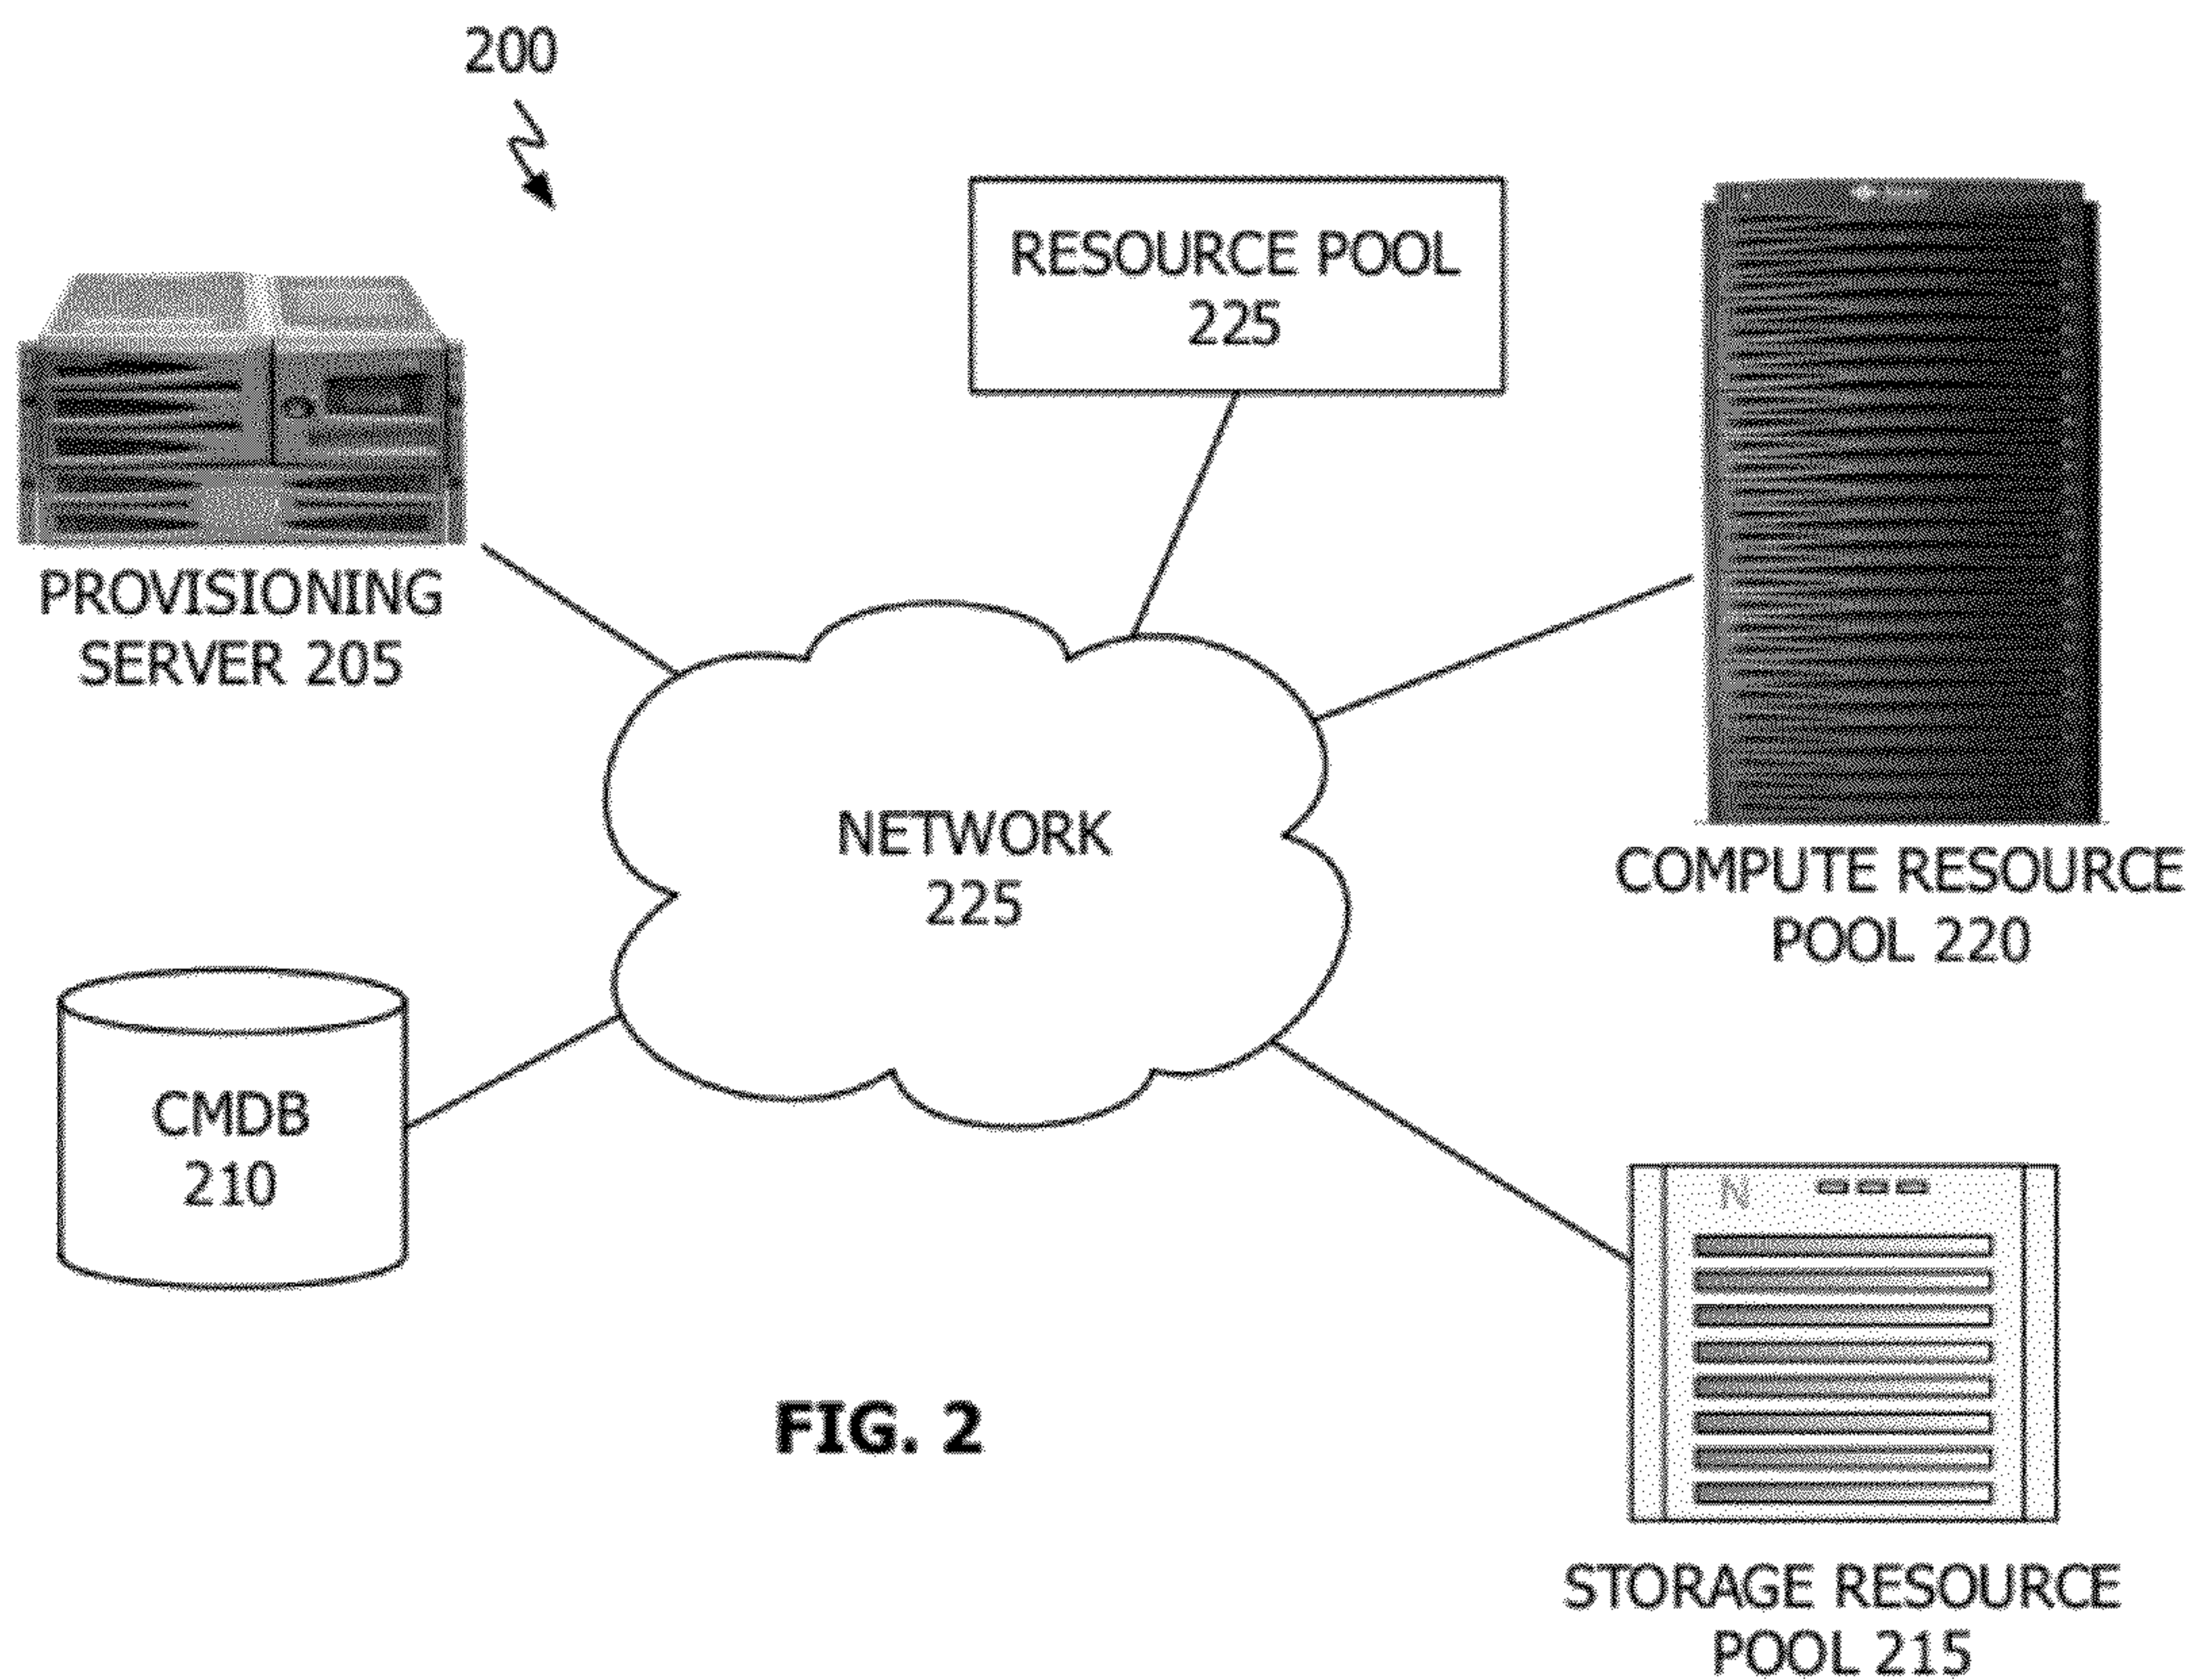 200
RESOURCE POOL
225
PROVISIONING
SERVER 205
NETWORK
225
COMPUTE RESOURCE
POOL 220
CMDB
210
N
FIG. 2
STORAGE RESOURCE
POOL 215